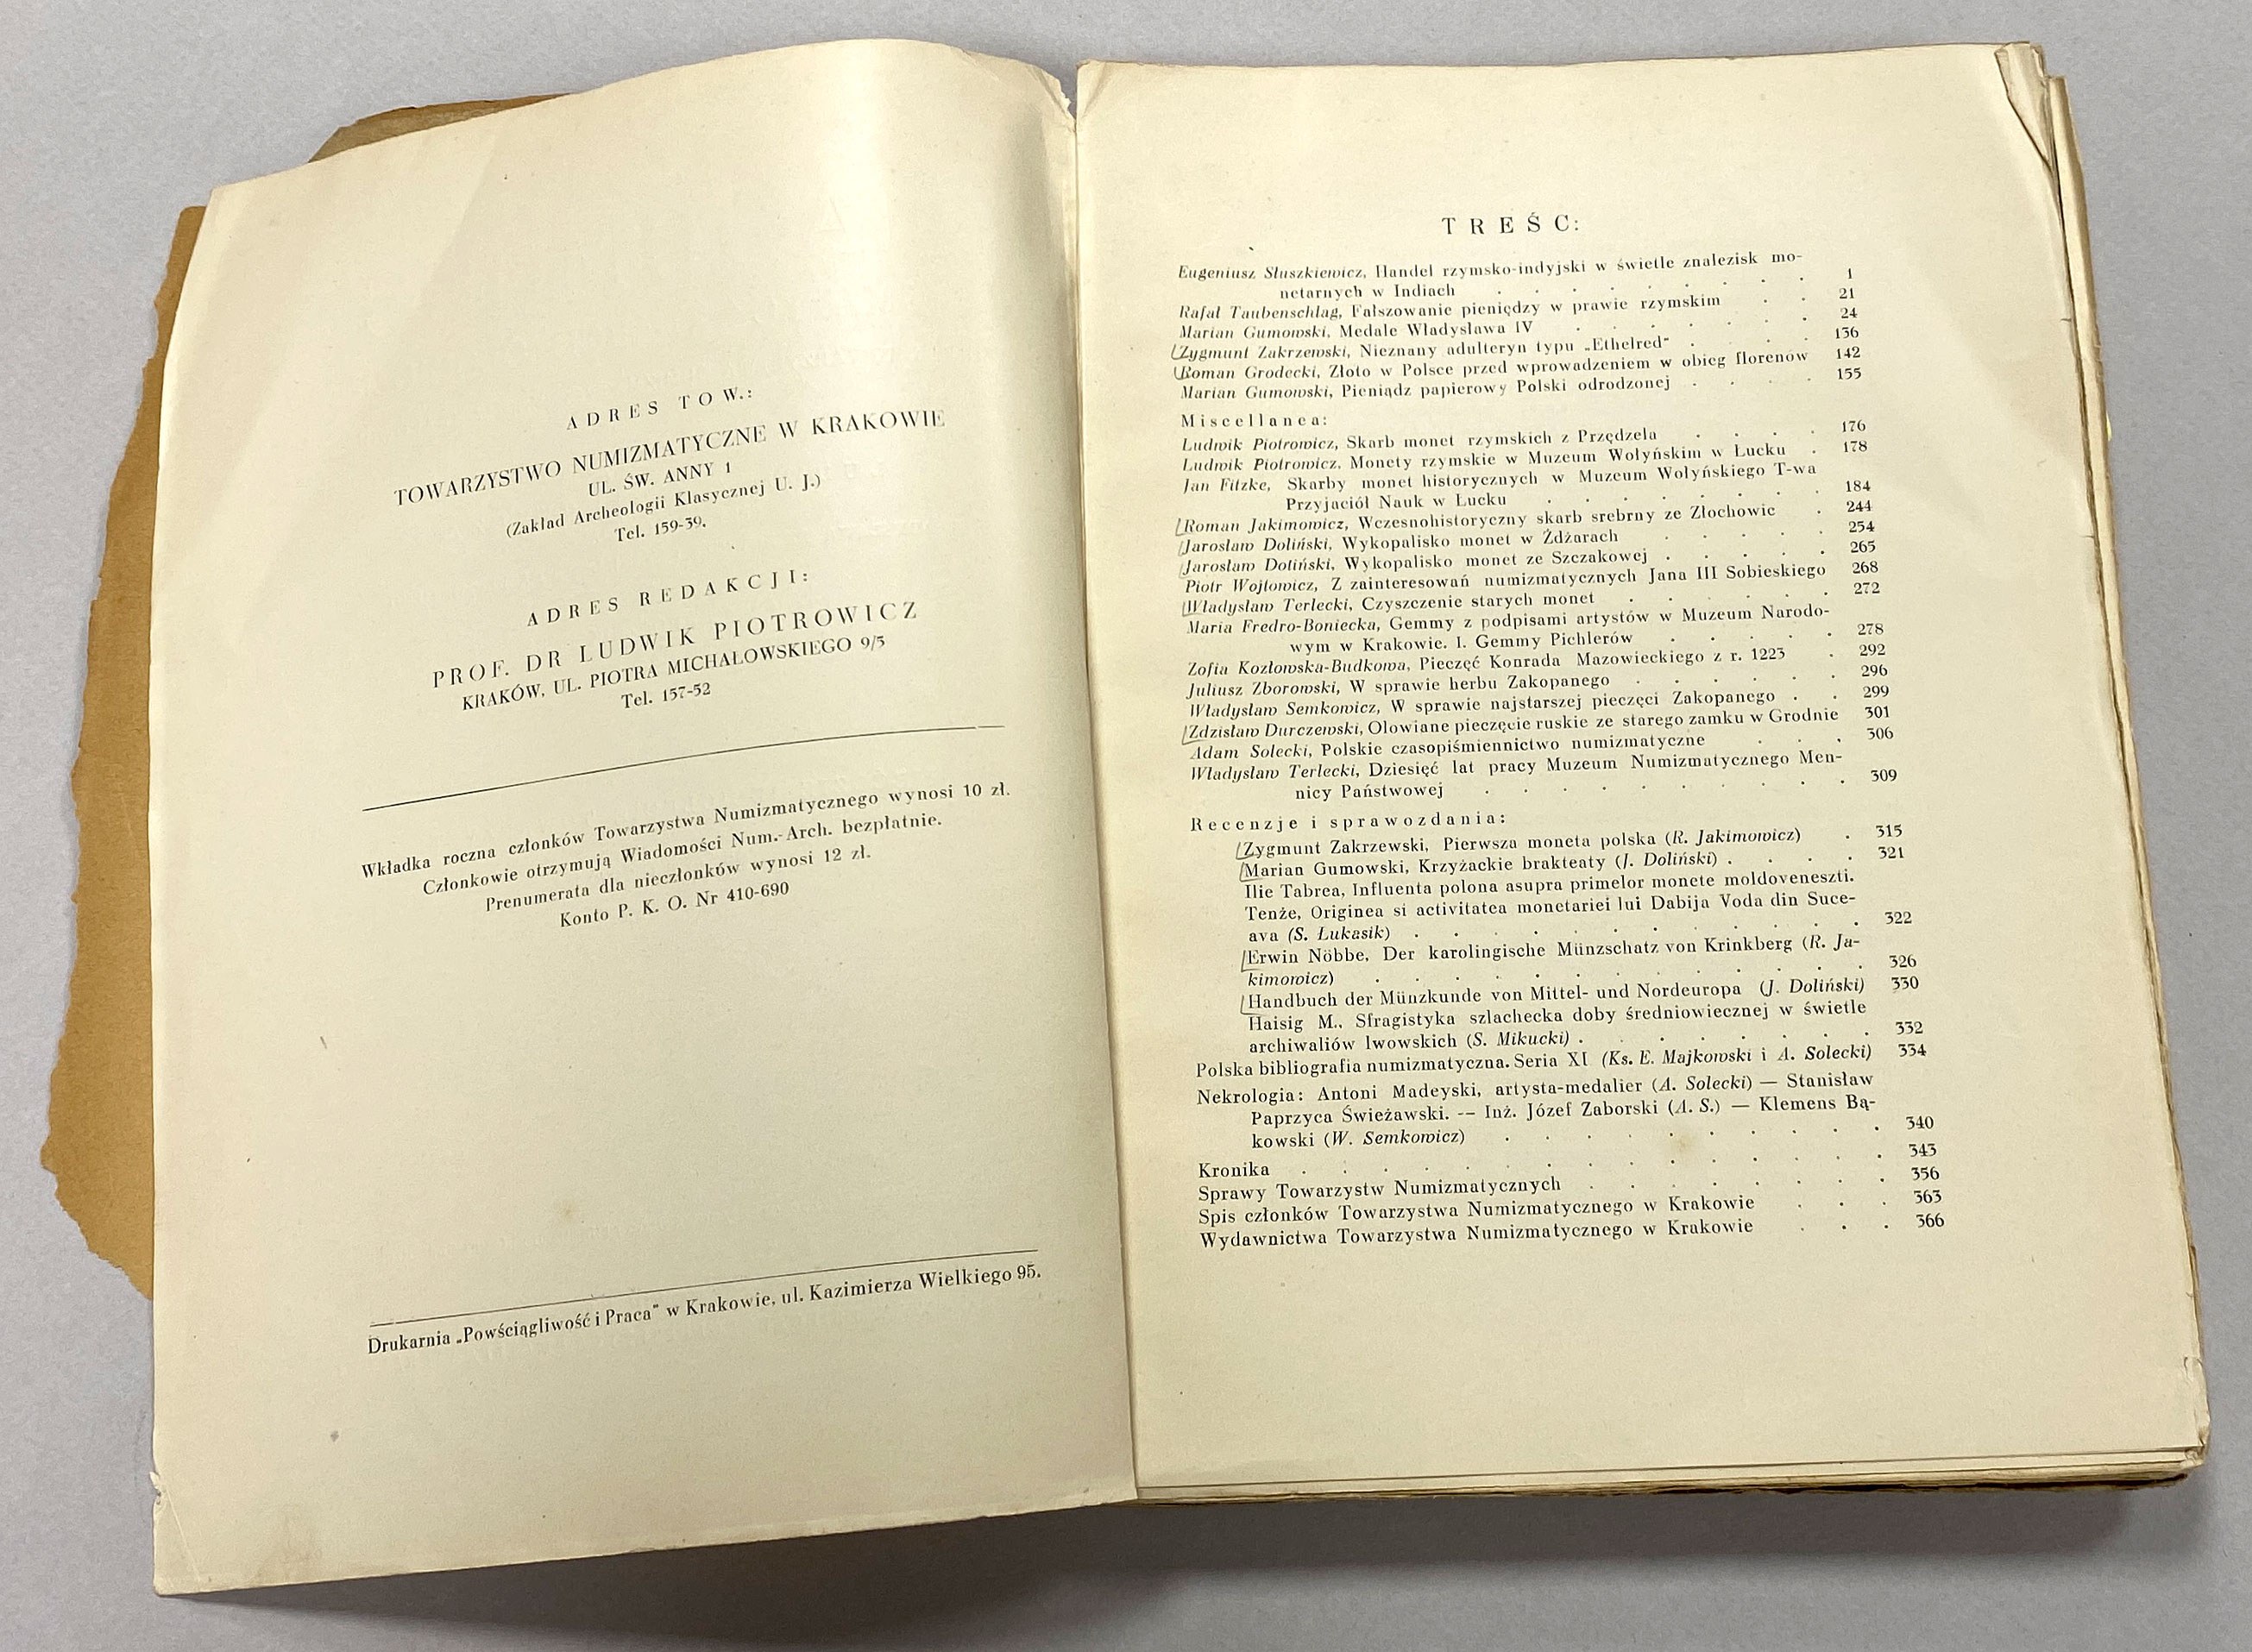 ADRES TOW.:
TOWARZYSTWO NUMIZMATYCZNE W KRAKOWIE
UL. ŚW. ANNY 1
(Zakład Archeologii Klasycznej U. J.)
Tel. 159-39.
ADRES REDAKCJI:
PROF. DR LUDWIK PIOTROWICZ
KRAKÓW, UL. PIOTRA MICHAŁOWSKIEGO 9/5
Tel. 157-52
Wkładka roczna członków Towarzystwa Numizmatycznego wynosi 10 zł.
Członkowie otrzymują Wiadomości Num.-Arch. bezpłatnie.
Prenumerata dla nieczłonków wynosi 12 zł.
Konto P. K. O. Nr 410-690
Drukarnia „Powściągliwość i Praca" w Krakowie, ul. Kazimierza Wielkiego 95.
TREŚC:
Eugeniusz Słuszkiewicz, Handel rzymsko-indyjski w świetle znalezisk mo-
netarnych w Indiach . . . . . . . . 1
Rafał Taubenschlag, Fałszowanie pieniędzy w prawie rzymskim . . 21
Marian Gumowski, Medale Władysława IV . . . . . . 24
Zygmunt Zakrzewski, Nieznany adulteryn typu „Ethelred" . . . . 136
Roman Grodecki, Złoto w Polsce przed wprowadzeniem w obieg florenów 142
Marian Gumowski, Pieniądz papierowy Polski odrodzonej . . . . 155
Miscellanea:
Ludwik Piotrowicz, Skarb monet rzymskich z Przędzela . . . . 176
Ludwik Piotrowicz, Monety rzymskie w Muzeum Wołyńskim w Łucku . 178
Jan Fitzke, Skarby monet historycznych w Muzeum Wołyńskiego T-wa
Przyjaciół Nauk w Łucku . . . . . . . . 184
Roman Jakimowicz, Wczesnohistoryczny skarb srebrny ze Złochowic . 244
Jarosław Doliński, Wykopalisko monet w Żdżarach . . . . . 254
Jarosław Doliński, Wykopalisko monet ze Szczakowej . . . . . 265
Piotr Wojtowicz, Z zainteresowań numizmatycznych Jana III Sobieskiego 268
Władysław Terlecki, Czyszczenie starych monet . . . . . . 272
Maria Fredro-Boniecka, Gemmy z podpisami artystów w Muzeum Narodo-
wym w Krakowie. I. Gemmy Pichlerów . . . . . 278
Zofia Kozłowska-Budkowa, Pieczęć Konrada Mazowieckiego z r. 1223 . 292
Juliusz Zborowski, W sprawie herbu Zakopanego . . . . . . 296
Władysław Semkowicz, W sprawie najstarszej pieczęci Zakopanego . . 299
Zdzisław Durczewski, Ołowiane pieczęcie ruskie ze starego zamku w Grodnie 301
Adam Solecki, Polskie czasopiśmiennictwo numizmatyczne . . . 306
Władysław Terlecki, Dziesięć lat pracy Muzeum Numizmatycznego Men-
nicy Państwowej . . . . . . . . . 309
Recenzje i sprawozdania:
Zygmunt Zakrzewski, Pierwsza moneta polska (R. Jakimowicz) . 315
Marian Gumowski, Krzyżackie brakteaty (J. Doliński) . . . . 321
Ilie Tabrea, Influenta polona asupra primelor monete moldoveneszti.
Tenże, Originea si activitatea monetariei lui Dabija Voda din Suce-
ava (S. Łukasik) . . . . . . . . . . . . 322
Erwin Nöbbe, Der karolingische Münzschatz von Krinkberg (R. Ja-
kimowicz) . . . . . . . . . . . . . 326
Handbuch der Münzkunde von Mittel- und Nordeuropa (J. Doliński) 330
Haisig M., Sfragistyka szlachecka doby średniowiecznej w świetle
archiwaliów lwowskich (S. Mikucki) . . . . . . . . 332
Polska bibliografia numizmatyczna. Seria XI (Ks. E. Majkowski i A. Solecki) 334
Nekrologia: Antoni Madeyski, artysta-medalier (A. Solecki) — Stanisław
Paprzyca Świeżawski. -- Inż. Józef Zaborski (A. S.) — Klemens Bą-
kowski (W. Semkowicz) . . . . . . . . . . 340
Kronika . . . . . . . . . . . . . . . 343
Sprawy Towarzystw Numizmatycznych . . . . . . . . 356
Spis członków Towarzystwa Numizmatycznego w Krakowie . . . 363
Wydawnictwa Towarzystwa Numizmatycznego w Krakowie . . . 366